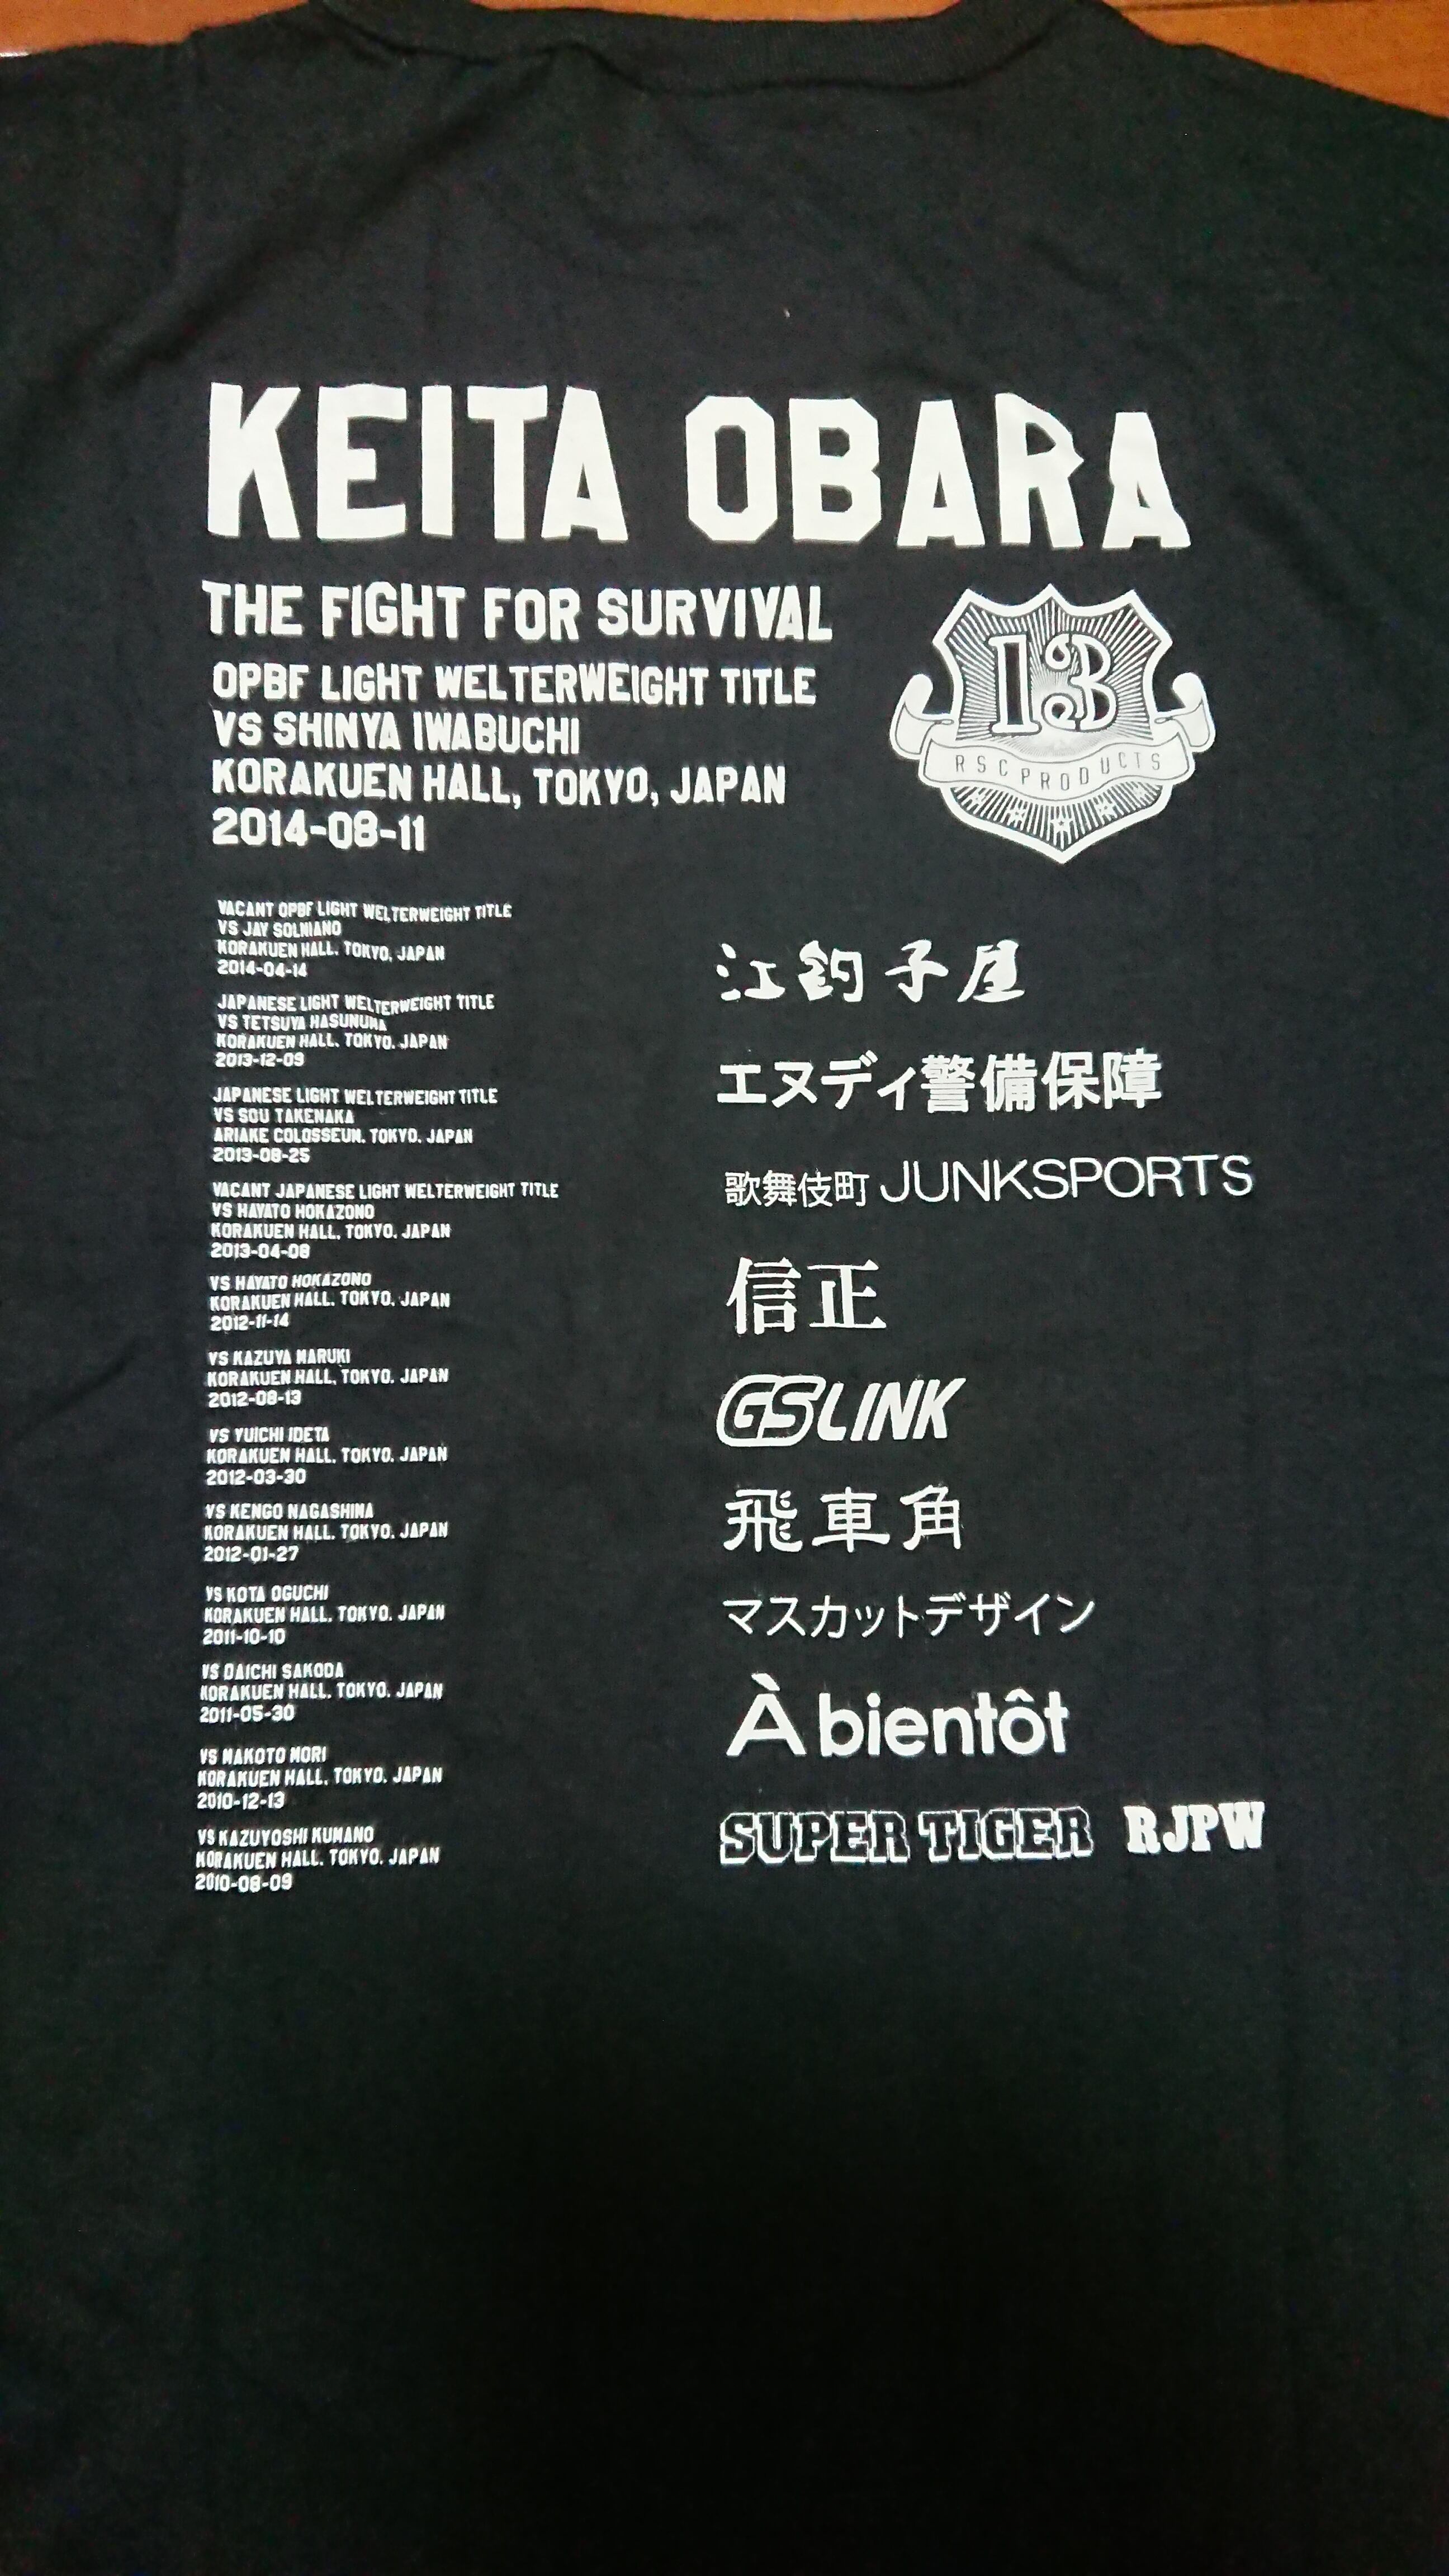 KEITA OBARA
THE FIGHT FOR SURVIVAL
OPBF LIGHT WELTERWEIGHT TITLE
VS SHINYA IWABUCHI
KORAKUEN HALL, TOKYO, JAPAN
2014-08-11
13
RSC PRODUCTS
VACANT OPBF LIGHT WELTERWEIGHT TITLE
VS JAY SOLMIANO
KORAKUEN HALL, TOKYO, JAPAN
2014-04-14
JAPANESE LIGHT WELTERWEIGHT TITLE
VS TETSUYA HASUNUMA
KORAKUEN HALL, TOKYO, JAPAN
2013-12-09
JAPANESE LIGHT WELTERWEIGHT TITLE
VS SOU TAKENAKA
ARIAKE COLOSSEUM, TOKYO, JAPAN
2013-08-25
VACANT JAPANESE LIGHT WELTERWEIGHT TITLE
VS HAYATO HOKAZONO
KORAKUEN HALL, TOKYO, JAPAN
2013-04-08
VS HAYATO HOKAZONO
KORAKUEN HALL, TOKYO, JAPAN
2012-11-14
VS KAZUYA MARUKI
KORAKUEN HALL, TOKYO, JAPAN
2012-08-13
VS YUICHI IDETA
KORAKUEN HALL, TOKYO, JAPAN
2012-03-30
VS KENGO NAGASHIMA
KORAKUEN HALL, TOKYO, JAPAN
2012-01-27
VS KOTA OGUCHI
KORAKUEN HALL, TOKYO, JAPAN
2011-10-10
VS DAICHI SAKODA
KORAKUEN HALL, TOKYO, JAPAN
2011-05-30
VS MAKOTO MORI
KORAKUEN HALL, TOKYO, JAPAN
2010-12-13
VS KAZUYOSHI KUMANO
KORAKUEN HALL, TOKYO, JAPAN
2010-08-09
江釣子屋
エヌディ警備保障
歌舞伎町 JUNKSPORTS
信正
GSLINK
飛車角
マスカットデザイン
À bientôt
SUPER TIGER RJPW